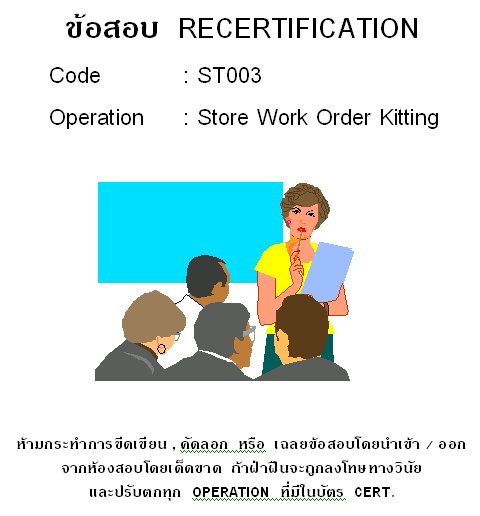 ข้อสอบ RECERTIFICATION
Code : ST003
Operation : Store Work Order Kitting
ห้ามกระทำการขีดเขียน , คัดลอก หรือ เฉลยข้อสอบโดยนำเข้า / ออก
จากห้องสอบโดยเด็ดขาด ถ้าฝ่าฝืนจะถูกลงโทษทางวินัย
และปรับตกทุก OPERATION ที่มีในบัตร CERT.